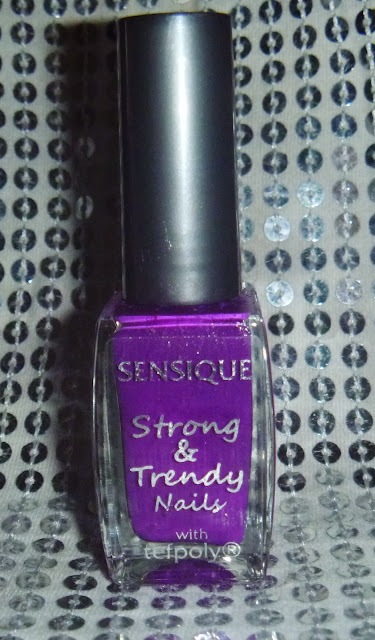 SENSIQUE
Strong
&
Trendy
Nails
with
tefpoly®